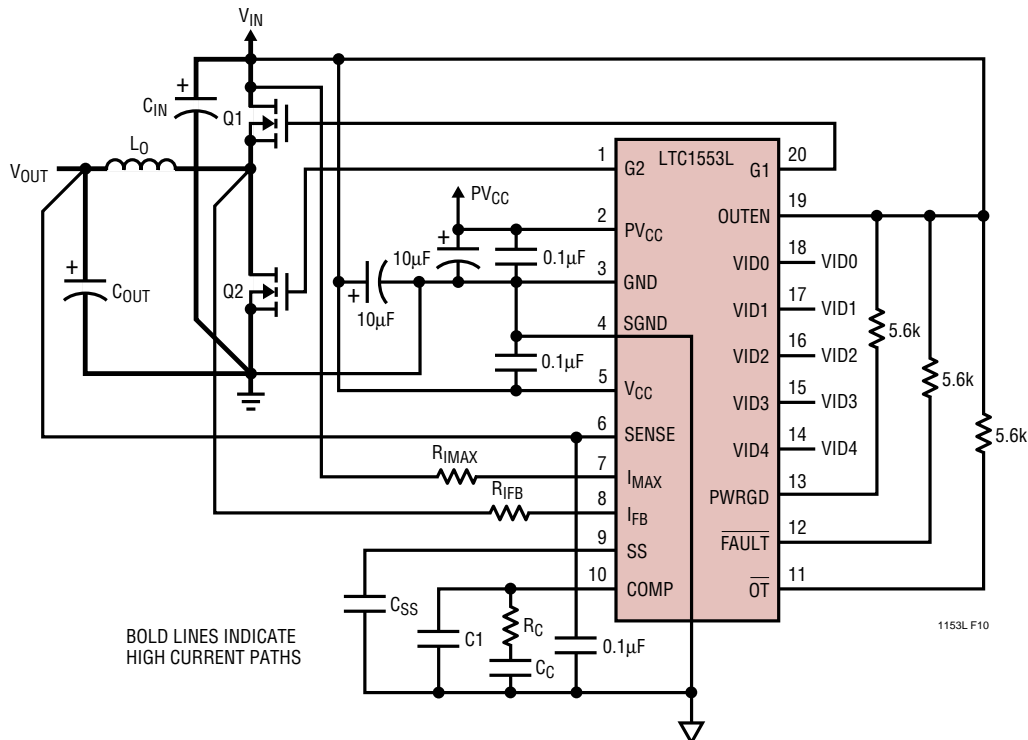 VIN
+
CIN
Q1
LO
VOUT
+
COUT
Q2
PVCC
+
10µF
0.1µF
+
10µF
0.1µF
RIMAX
RIFB
CSS
C1
RC
CC
0.1µF
LTC1553L
1
G2
2
PVCC
3
GND
4
SGND
5
VCC
6
SENSE
7
IMAX
8
IFB
9
SS
10
COMP
20
G1
19
OUTEN
18
VID0
VID0
17
VID1
VID1
16
VID2
VID2
15
VID3
VID3
14
VID4
VID4
13
PWRGD
12
FAULT
11
OT
5.6k
5.6k
5.6k
BOLD LINES INDICATE
HIGH CURRENT PATHS
1153L F10